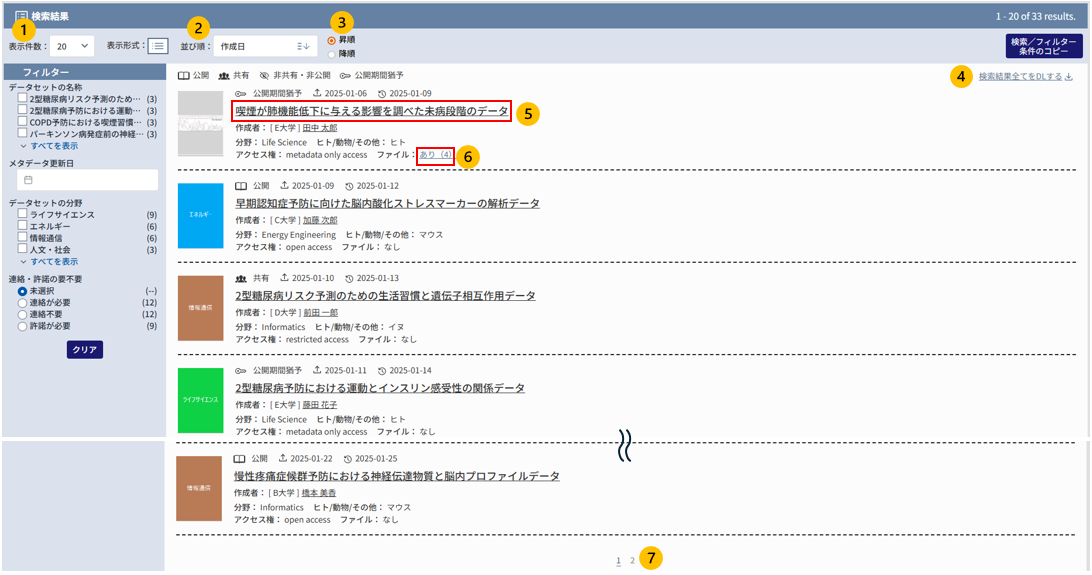 検索結果
1 - 20 of 33 results.
1
2
3
表示件数： 20
表示形式：
並び順： 作成日
昇順
降順
検索／フィルター
条件のコピー
フィルター
データセットの名称
2型糖尿病リスク予測のため… (3)
2型糖尿病予防における運動… (3)
COPD予防における喫煙習慣… (3)
パーキンソン病発症前の神経… (3)
すべてを表示
メタデータ更新日
データセットの分野
ライフサイエンス (9)
エネルギー (6)
情報通信 (6)
人文・社会 (3)
すべてを表示
連絡・許諾の要不要
未選択 (--)
連絡が必要 (12)
連絡不要 (12)
許諾が必要 (9)
クリア
公開 共有 非共有・非公開 公開期間猶予
4 検索結果全てをDLする
公開期間猶予 2025-01-06 2025-01-09
喫煙が肺機能低下に与える影響を調べた未病段階のデータ 5
作成者： [ E大学 ] 田中 太郎
分野： Life Science ヒト/動物/その他： ヒト
アクセス権： metadata only access ファイル： あり（4） 6
エネルギー
公開 2025-01-09 2025-01-12
早期認知症予防に向けた脳内酸化ストレスマーカーの解析データ
作成者： [ C大学 ] 加藤 次郎
分野： Energy Engineering ヒト/動物/その他： マウス
アクセス権： open access ファイル： なし
情報通信
共有 2025-01-10 2025-01-13
2型糖尿病リスク予測のための生活習慣と遺伝子相互作用データ
作成者： [ D大学 ] 前田 一郎
分野： Informatics ヒト/動物/その他： イヌ
アクセス権： restricted access ファイル： なし
ライフサイエンス
公開期間猶予 2025-01-11 2025-01-14
2型糖尿病予防における運動とインスリン感受性の関係データ
作成者： [ E大学 ] 藤田 花子
分野： Life Science ヒト/動物/その他： ヒト
アクセス権： metadata only access ファイル： なし
情報通信
公開 2025-01-22 2025-01-25
慢性疼痛症候群予防における神経伝達物質と脳内プロファイルデータ
作成者： [ B大学 ] 橋本 美香
分野： Informatics ヒト/動物/その他： マウス
アクセス権： open access ファイル： なし
1 2 7